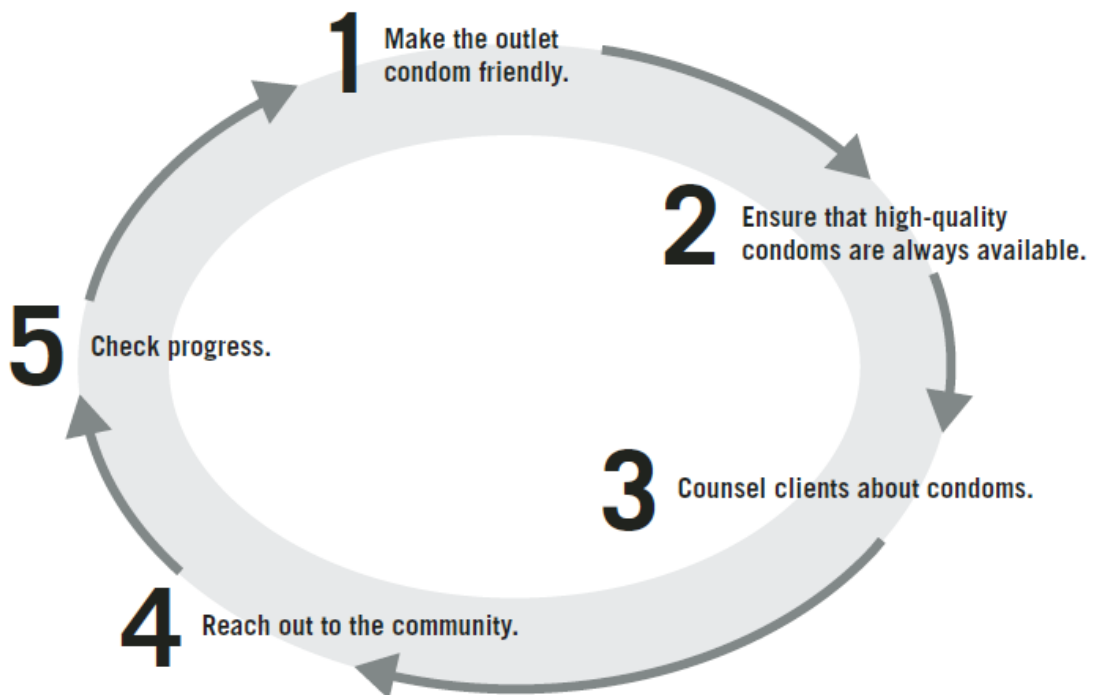 1 Make the outlet
condom friendly.
2 Ensure that high-quality
condoms are always available.
3 Counsel clients about condoms.
4 Reach out to the community.
5 Check progress.